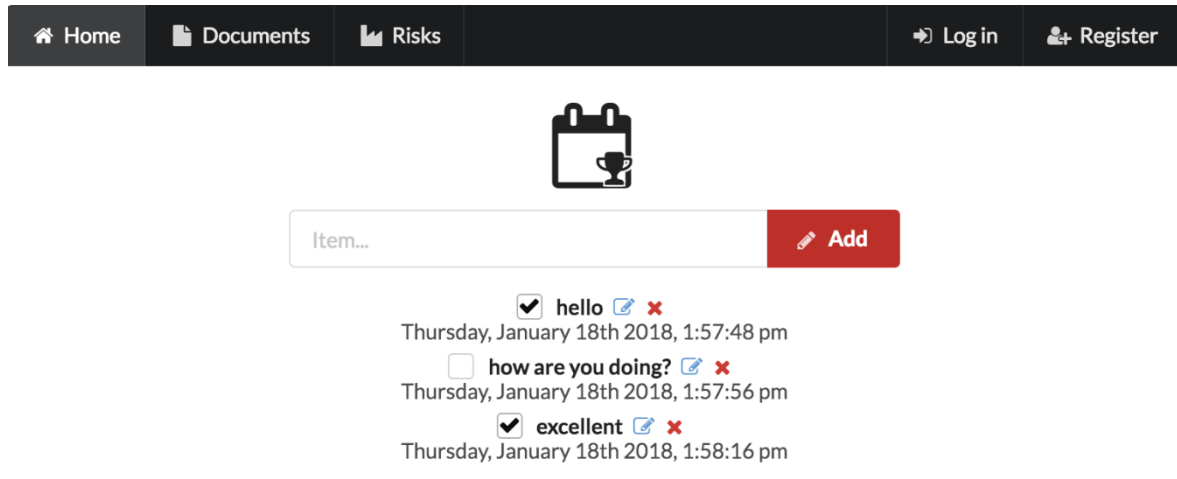 Home Documents Risks Log in Register
Item... Add
hello
Thursday, January 18th 2018, 1:57:48 pm
how are you doing?
Thursday, January 18th 2018, 1:57:56 pm
excellent
Thursday, January 18th 2018, 1:58:16 pm